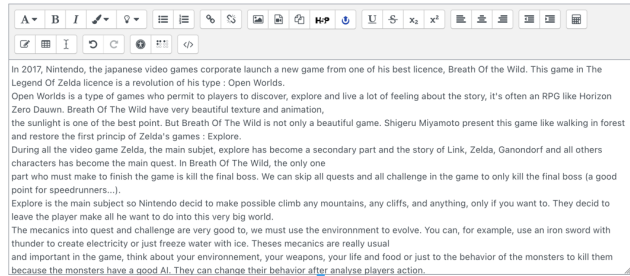 A B I H-P U S x₂ x²
In 2017, Nintendo, the japanese video games corporate launch a new game from one of his best licence, Breath Of the Wild. This game in The
Legend Of Zelda licence is a revolution of his type : Open Worlds.
Open Worlds is a type of games who permit to players to discover, explore and live a lot of feeling about the story, it's often an RPG like Horizon
Zero Dauwn. Breath Of The Wild have very beautiful texture and animation,
the sunlight is one of the best point. But Breath Of The Wild is not only a beautiful game. Shigeru Miyamoto present this game like walking in forest
and restore the first princip of Zelda's games : Explore.
During all the video game Zelda, the main subjet, explore has become a secondary part and the story of Link, Zelda, Ganondorf and all others
characters has become the main quest. In Breath Of The Wild, the only one
part who must make to finish the game is kill the final boss. We can skip all quests and all challenge in the game to only kill the final boss (a good
point for speedrunners...).
Explore is the main subject so Nintendo decid to make possible climb any mountains, any cliffs, and anything, only if you want to. They decid to
leave the player make all he want to do into this very big world.
The mecanics into quest and challenge are very good to, we must use the environnment to evolve. You can, for example, use an iron sword with
thunder to create electricity or just freeze water with ice. Theses mecanics are really usual
and important in the game, think about your environnement, your weapons, your life and food or just to the behavior of the monsters to kill them
because the monsters have a good AI. They can change their behavior after analyse players action.